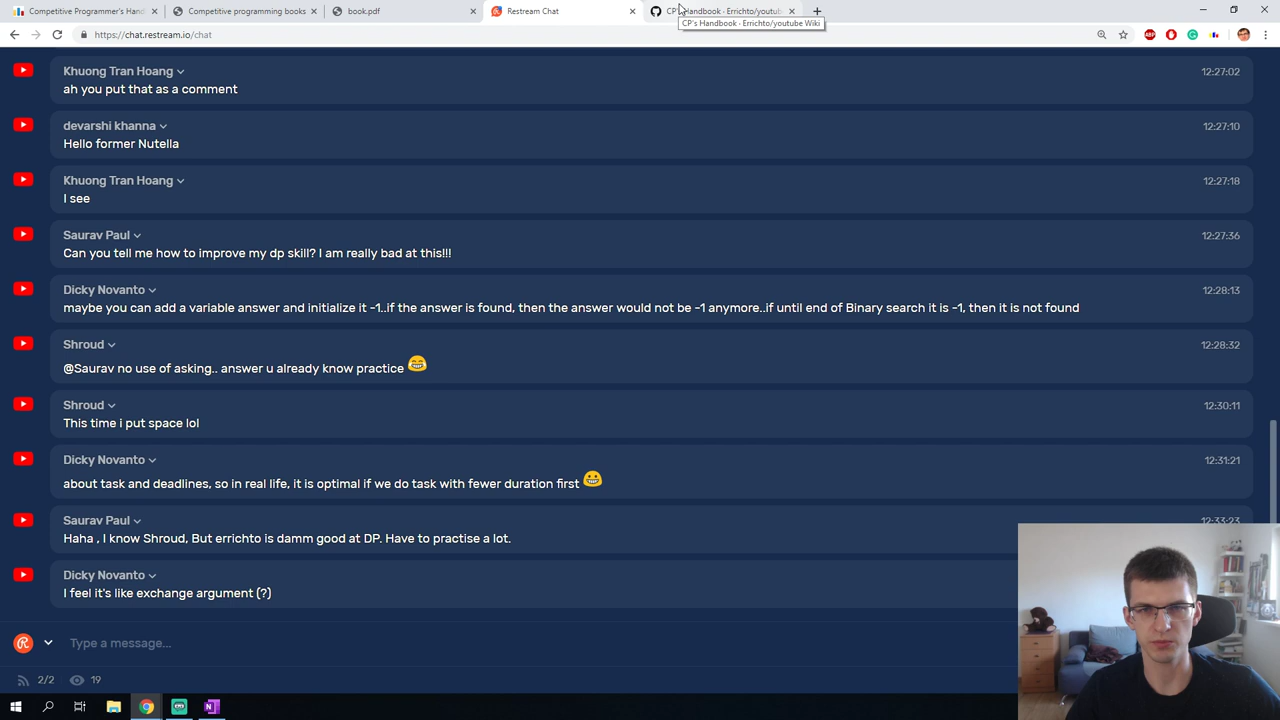 Competitive Programmer's Hand
Competitive programming books
book.pdf
Restream Chat
CP's Handbook · Errichto/youtub
CP's Handbook · Errichto/youtube Wiki
https://chat.restream.io/chat
ABP
Khuong Tran Hoang
12:27:02
ah you put that as a comment
devarshi khanna
12:27:10
Hello former Nutella
Khuong Tran Hoang
12:27:18
I see
Saurav Paul
12:27:36
Can you tell me how to improve my dp skill? I am really bad at this!!!
Dicky Novanto
12:28:13
maybe you can add a variable answer and initialize it -1..if the answer is found, then the answer would not be -1 anymore..if until end of Binary search it is -1, then it is not found
Shroud
12:28:32
@Saurav no use of asking.. answer u already know practice
Shroud
12:30:11
This time i put space lol
Dicky Novanto
12:31:21
about task and deadlines, so in real life, it is optimal if we do task with fewer duration first
Saurav Paul
12:33:23
Haha , I know Shroud, But errichto is damm good at DP. Have to practise a lot.
Dicky Novanto
I feel it's like exchange argument (?)
Type a message...
2/2
19